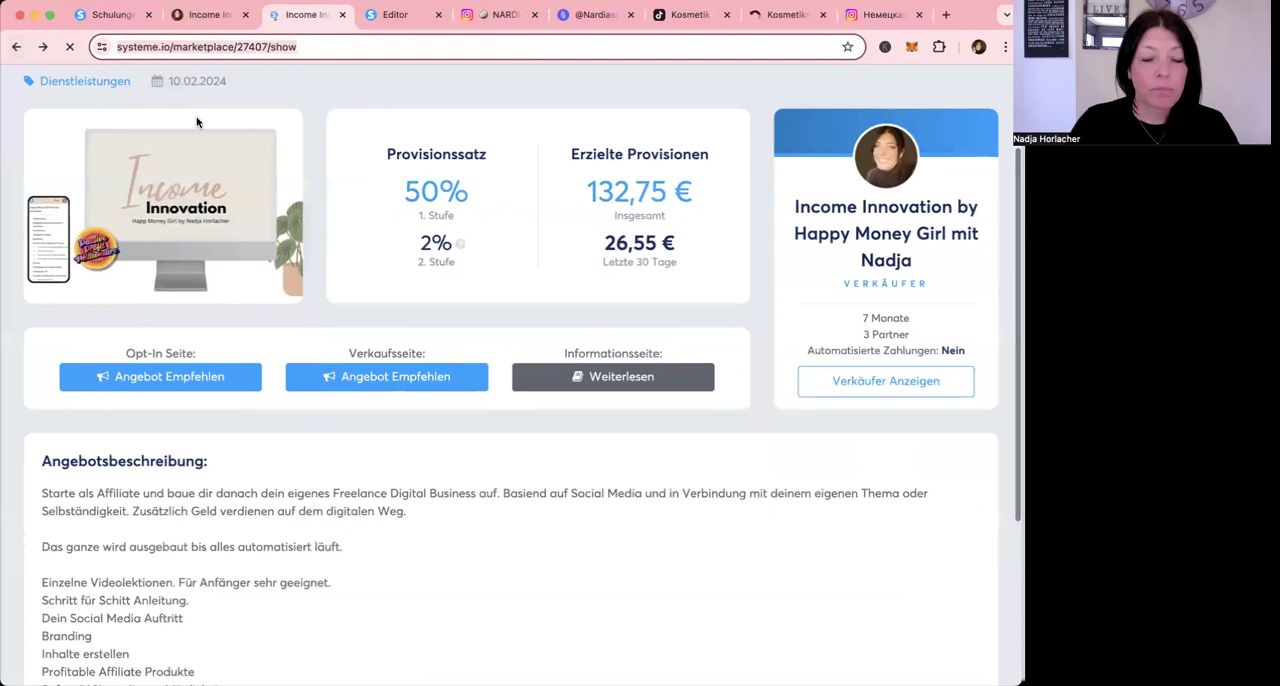 Schulung
Income In
Income In
Editor
NARDI
@Nardias
Kosmetik
Kosmetik
Немецка
systeme.io/marketplace/27407/show
Dienstleistungen
10.02.2024
Income
Innovation
Happy Money Girl by Nadja Horlacher
Provisionssatz
50%
1. Stufe
2%
2. Stufe
Erzielte Provisionen
132,75 €
Insgesamt
26,55 €
Letzte 30 Tage
Income Innovation by
Happy Money Girl mit
Nadja
VERKÄUFER
7 Monate
3 Partner
Automatisierte Zahlungen: Nein
Verkäufer Anzeigen
Opt-In Seite:
Angebot Empfehlen
Verkaufsseite:
Angebot Empfehlen
Informationsseite:
Weiterlesen
Angebotsbeschreibung:
Starte als Affiliate und baue dir danach dein eigenes Freelance Digital Business auf. Basiend auf Social Media und in Verbindung mit deinem eigenen Thema oder
Selbständigkeit. Zusätzlich Geld verdienen auf dem digitalen Weg.
Das ganze wird ausgebaut bis alles automatisiert läuft.
Einzelne Videolektionen. Für Anfänger sehr geeignet.
Schritt für Schitt Anleitung.
Dein Social Media Auftritt
Branding
Inhalte erstellen
Profitable Affiliate Produkte
Nadja Horlacher
LIVE